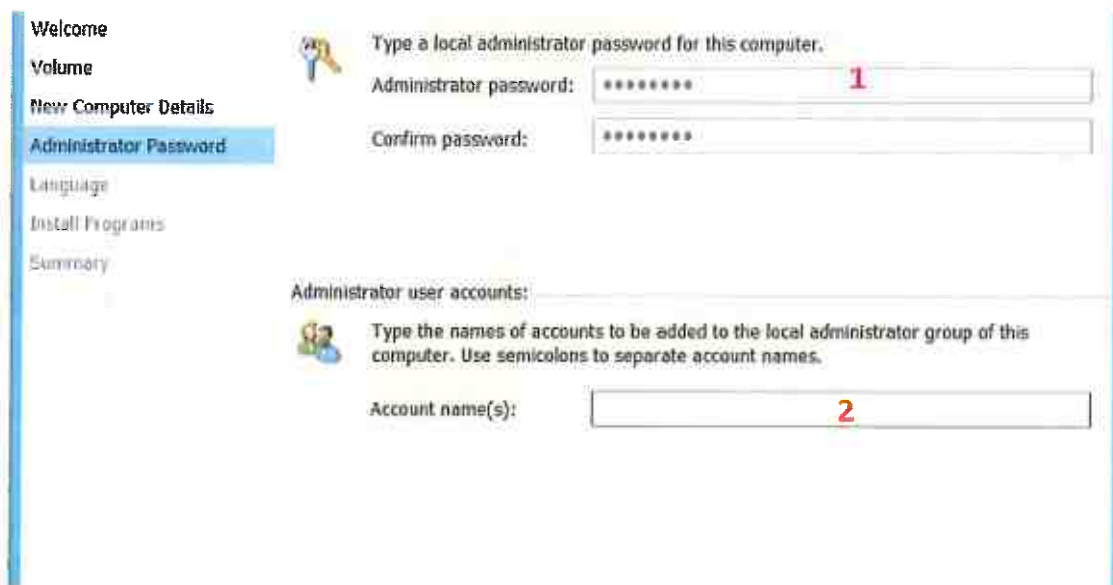 Welcome
Volume
New Computer Details
Administrator Password
Language
Install Programs
Summary
Type a local administrator password for this computer.
Administrator password: ******** 1
Confirm password: ********
Administrator user accounts:
Type the names of accounts to be added to the local administrator group of this
computer. Use semicolons to separate account names.
Account name(s): 2